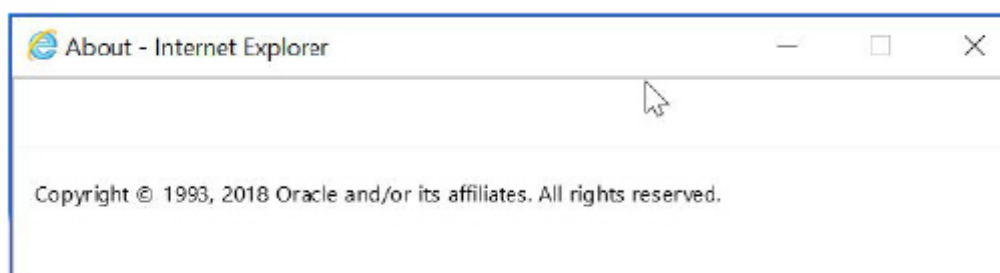 About - Internet Explorer
Copyright © 1993, 2018 Oracle and/or its affiliates. All rights reserved.